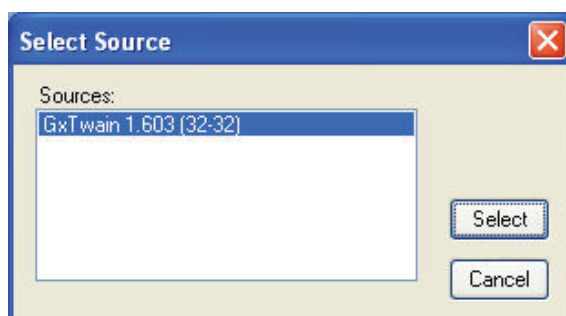 Select Source
Sources:
GxTwain 1.603 (32-32)
Select
Cancel